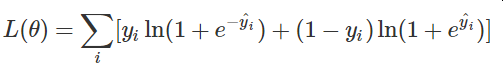 L(θ) = ∑_i [y_i ln(1 + e^{-ŷ_i}) + (1 − y_i) ln(1 + e^{ŷ_i})]